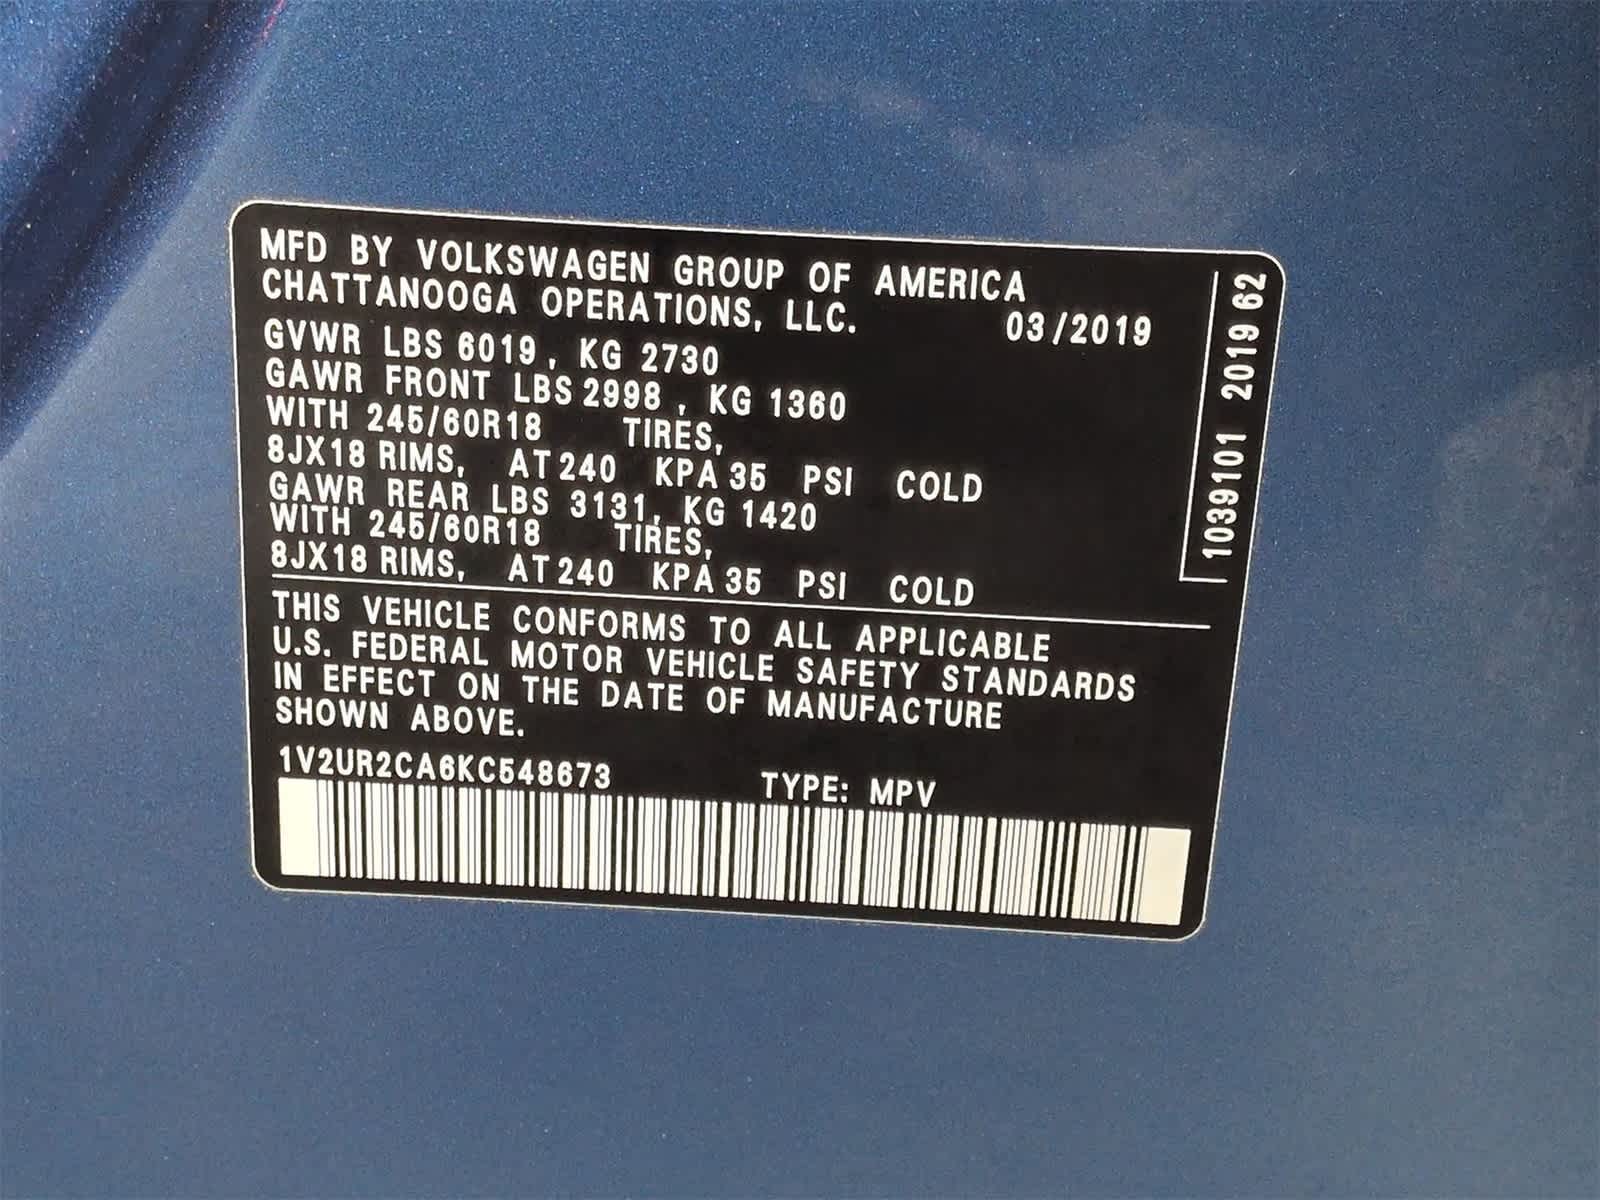 MFD BY VOLKSWAGEN GROUP OF AMERICA
CHATTANOOGA OPERATIONS, LLC.
03/2019
GVWR LBS 6019, KG 2730
GAWR FRONT LBS 2998, KG 1360
WITH 245/60R18 TIRES,
8JX18 RIMS, AT 240 KPA 35 PSI COLD
GAWR REAR LBS 3131, KG 1420
WITH 245/60R18 TIRES,
8JX18 RIMS, AT 240 KPA 35 PSI COLD
THIS VEHICLE CONFORMS TO ALL APPLICABLE
U.S. FEDERAL MOTOR VEHICLE SAFETY STANDARDS
IN EFFECT ON THE DATE OF MANUFACTURE
SHOWN ABOVE.
1V2UR2CA6KC548673 TYPE: MPV
1039101 2019 62